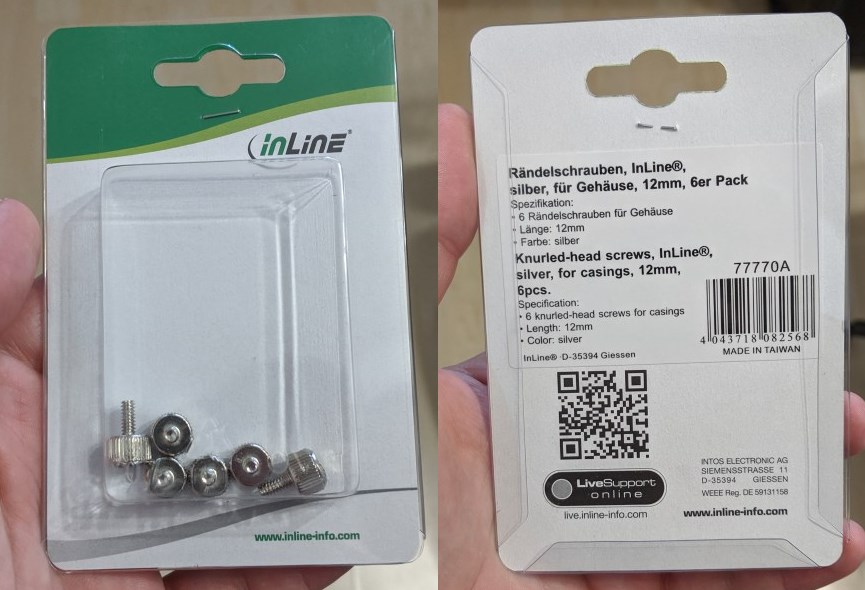 inLine®
www.inline-info.com
Rändelschrauben, InLine®,
silber, für Gehäuse, 12mm, 6er Pack
Spezifikation:
· 6 Rändelschrauben für Gehäuse
· Länge: 12mm
· Farbe: silber
Knurled-head screws, InLine®,
silver, for casings, 12mm,
6pcs.
Specification:
· 6 knurled-head screws for casings
· Length: 12mm
· Color: silver
InLine® ·D-35394 Giessen
77770A
4 043718 082568
MADE IN TAIWAN
LiveSupport
online
live.inline-info.com
INTOS ELECTRONIC AG
SIEMENSSTRASSE 11
D-35394 GIESSEN
WEEE Reg. DE 59131158
www.inline-info.com